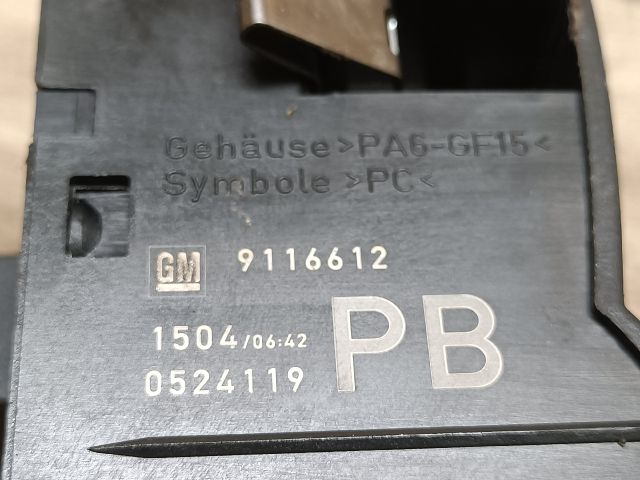 Gehäuse >PA6-GF15<
Symbole >PC<
GM 9116612
1504/06:42
0524119
PB